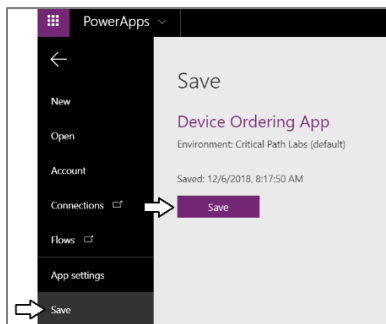 PowerApps
New
Open
Account
Connections
Flows
App settings
Save
Save
Device Ordering App
Environment: Critical Path Labs (default)
Saved: 12/6/2018, 8:17:50 AM
Save